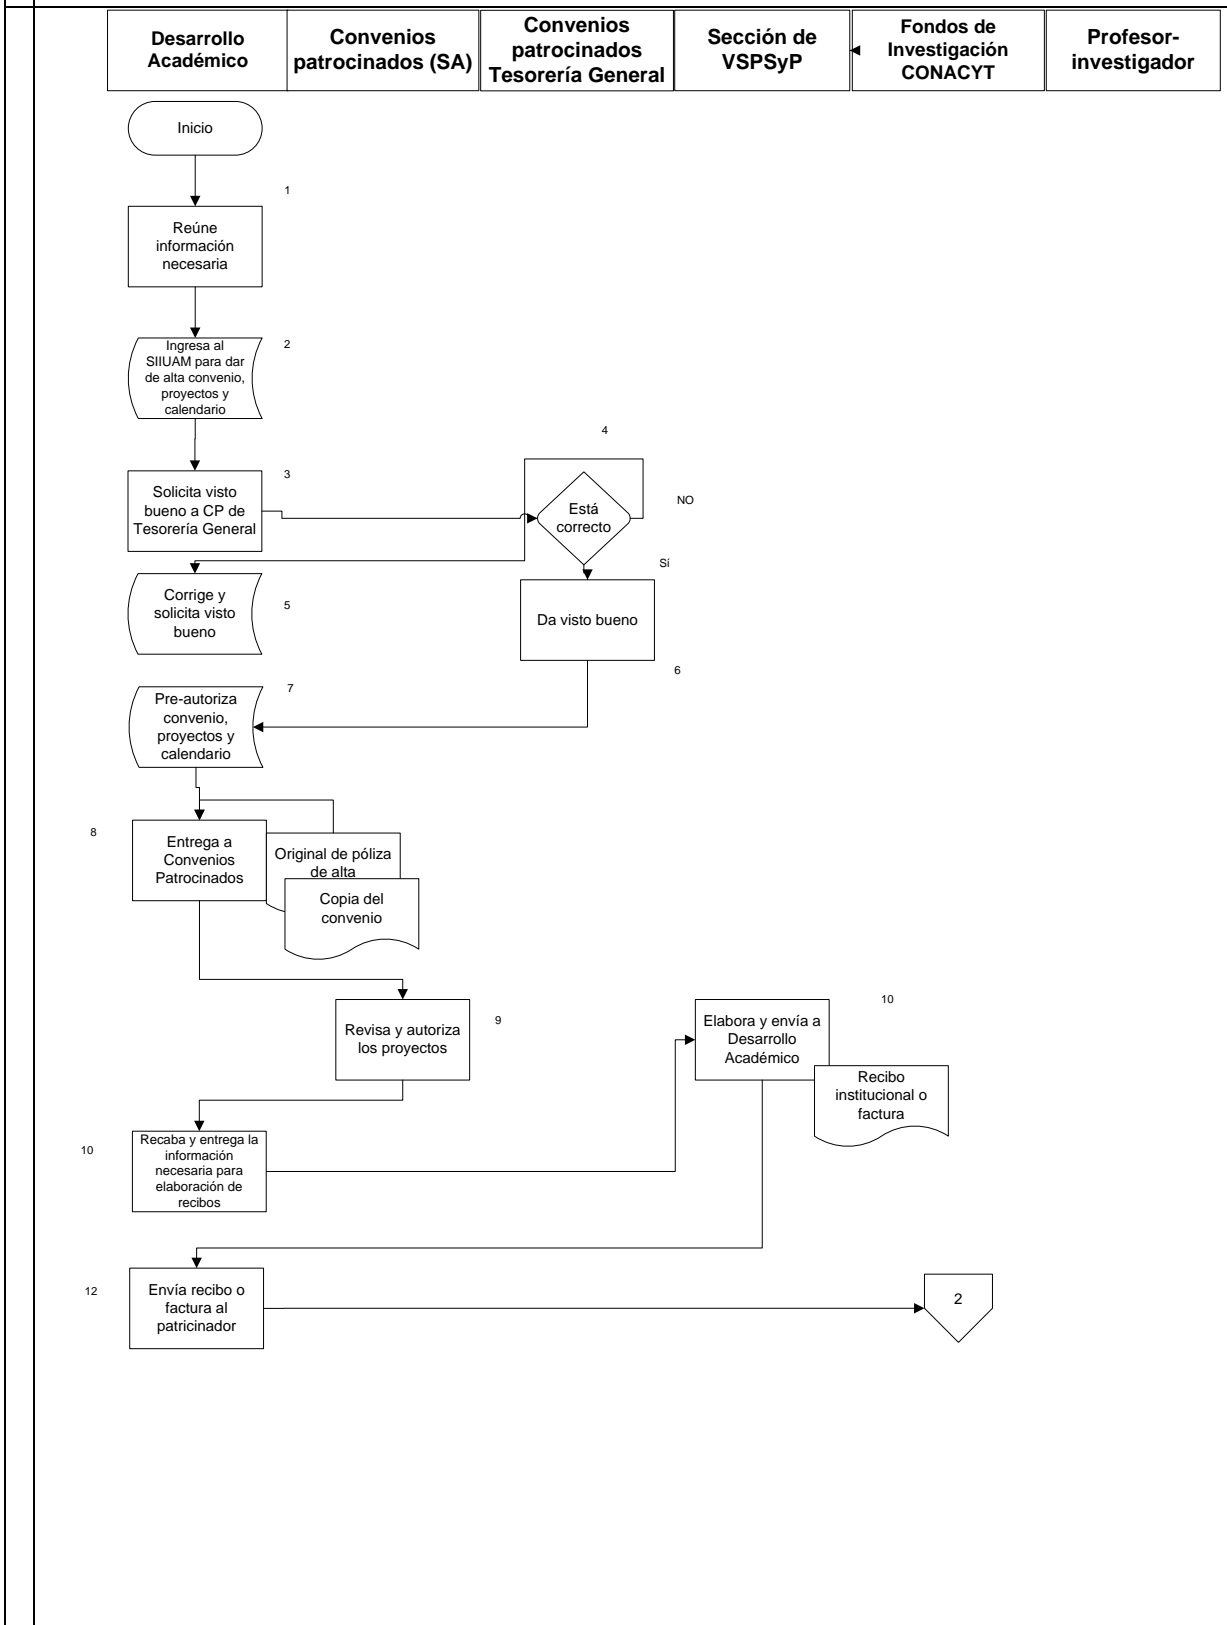 Desarrollo
Académico
Convenios
patrocinados (SA)
Convenios
patrocinados
Tesorería General
Sección de
VSPSyP
Fondos de
Investigación
CONACYT
Profesor-
investigador
Inicio
1
Reúne
información
necesaria
2
Ingresa al
SIIUAM para dar
de alta convenio,
proyectos y
calendario
3
Solicita visto
bueno a CP de
Tesorería General
4
Está
correcto
NO
Sí
5
Corrige y
solicita visto
bueno
Da visto bueno
6
7
Pre-autoriza
convenio,
proyectos y
calendario
8
Entrega a
Convenios
Patrocinados
Original de póliza
de alta
Copia del
convenio
Revisa y autoriza
los proyectos
9
10
Elabora y envía a
Desarrollo
Académico
Recibo
institucional o
factura
10
Recaba y entrega la
información
necesaria para
elaboración de
recibos
12
Envía recibo o
factura al
patricinador
2